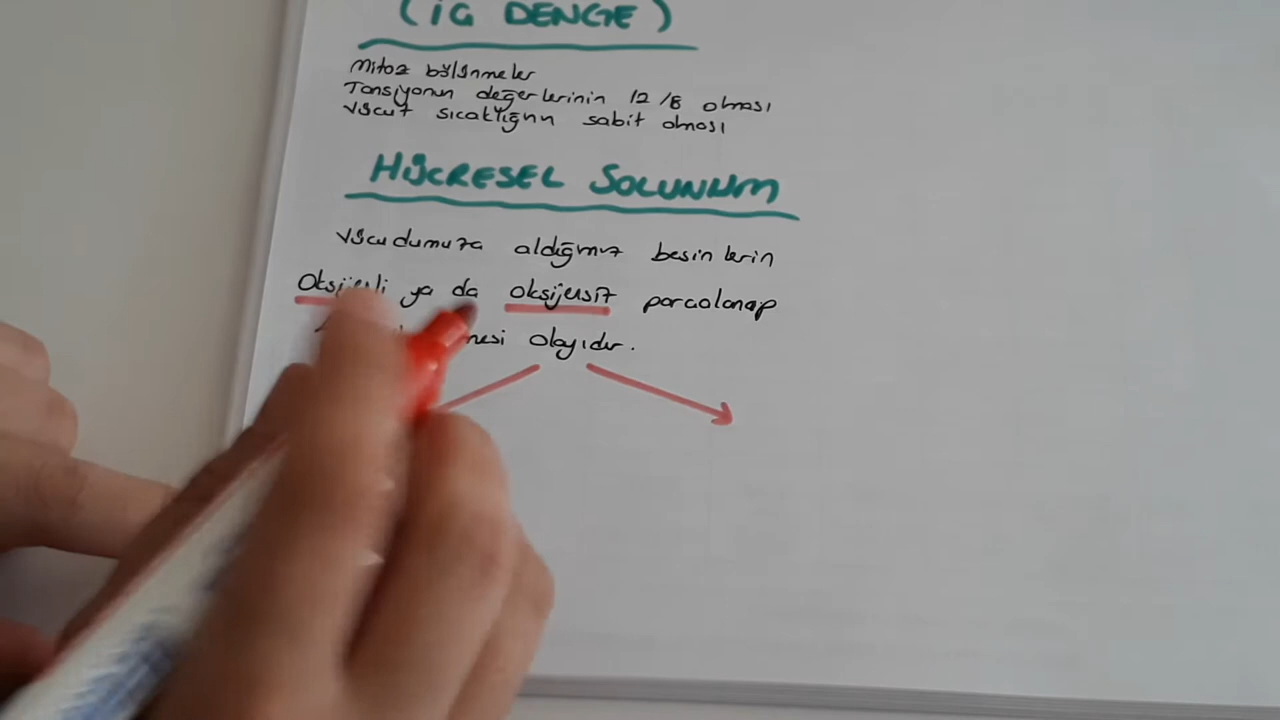 (İÇ DENGE)
Mitoz bölünmeler
Tansiyonun değerlerinin 12/8 olması
Vücut sıcaklığının sabit olması
HÜCRESEL SOLUNUM
Vücudumuza aldığımız besinlerin
Oksijenli ya da oksijensiz parçalanıp
olayıdır.